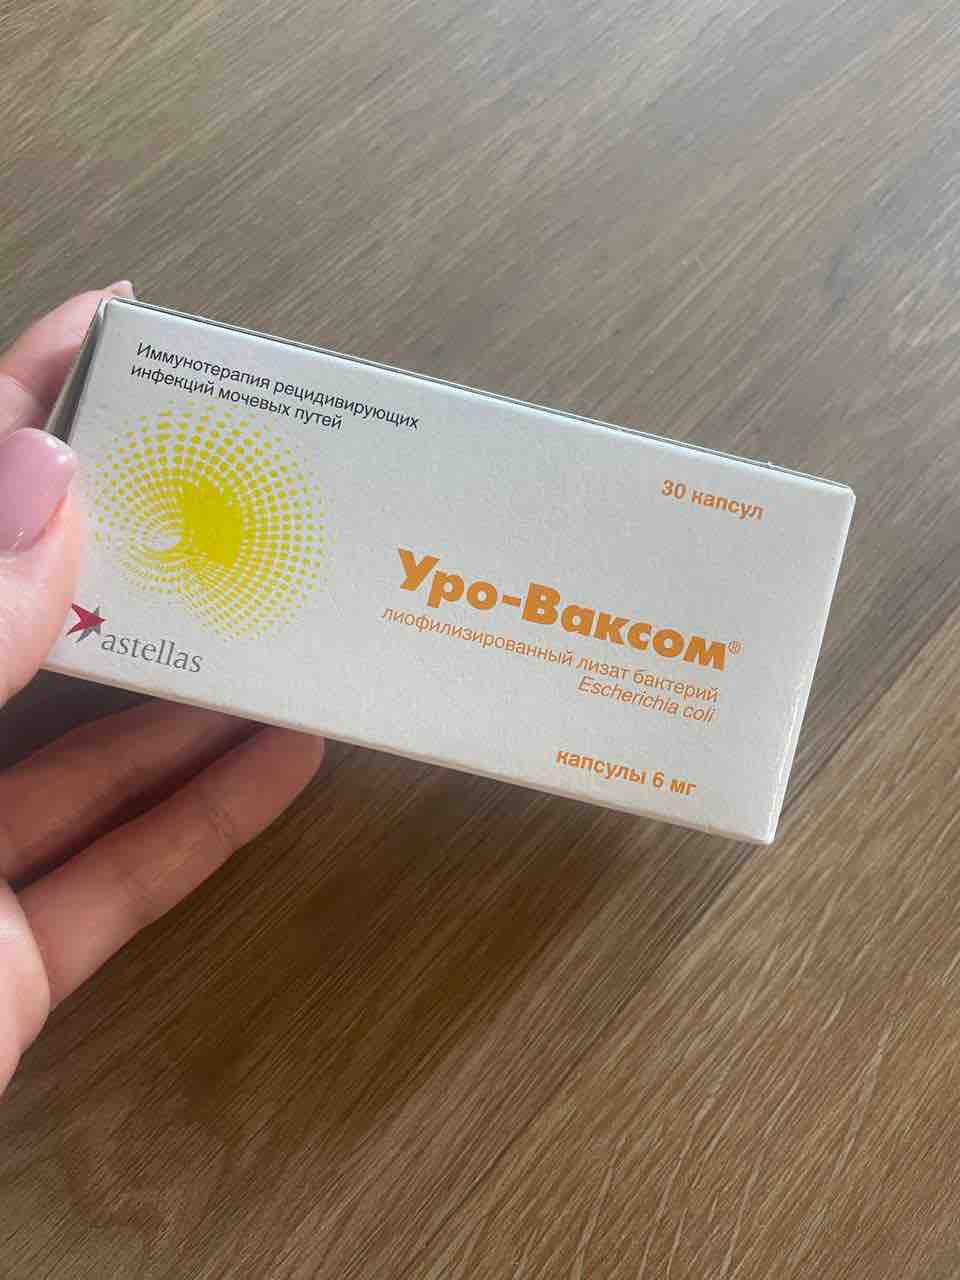 Иммунотерапия рецидивирующих
инфекций мочевых путей
30 капсул
Уро-Ваксом®
лиофилизированный лизат бактерий
Escherichia coli
astellas
капсулы 6 мг